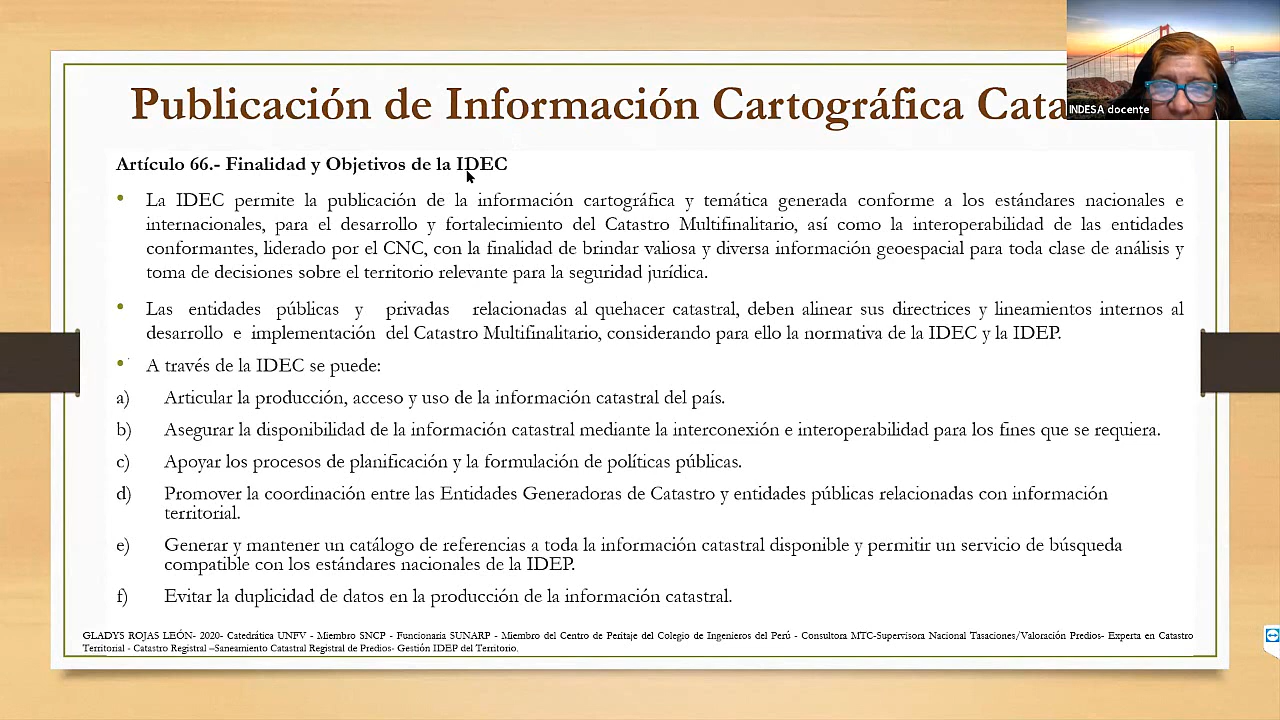 Publicación de Información Cartográfica Cata
INDESA docente
Artículo 66.- Finalidad y Objetivos de la IDEC
• La IDEC permite la publicación de la información cartográfica y temática generada conforme a los estándares nacionales e
internacionales, para el desarrollo y fortalecimiento del Catastro Multifinalitario, así como la interoperabilidad de las entidades
conformantes, liderado por el CNC, con la finalidad de brindar valiosa y diversa información geoespacial para toda clase de análisis y
toma de decisiones sobre el territorio relevante para la seguridad jurídica.
• Las entidades públicas y privadas relacionadas al quehacer catastral, deben alinear sus directrices y lineamientos internos al
desarrollo e implementación del Catastro Multifinalitario, considerando para ello la normativa de la IDEC y la IDEP.
• A través de la IDEC se puede:
a) Articular la producción, acceso y uso de la información catastral del país.
b) Asegurar la disponibilidad de la información catastral mediante la interconexión e interoperabilidad para los fines que se requiera.
c) Apoyar los procesos de planificación y la formulación de políticas públicas.
d) Promover la coordinación entre las Entidades Generadoras de Catastro y entidades públicas relacionadas con información
territorial.
e) Generar y mantener un catálogo de referencias a toda la información catastral disponible y permitir un servicio de búsqueda
compatible con los estándares nacionales de la IDEP.
f) Evitar la duplicidad de datos en la producción de la información catastral.
GLADYS ROJAS LEÓN- 2020- Catedrática UNFV - Miembro SNCP - Funcionaria SUNARP - Miembro del Centro de Peritaje del Colegio de Ingenieros del Perú - Consultora MTC-Supervisora Nacional Tasaciones/Valoración Predios- Experta en Catastro
Territorial - Catastro Registral –Saneamiento Catastral Registral de Predios- Gestión IDEP del Territorio.